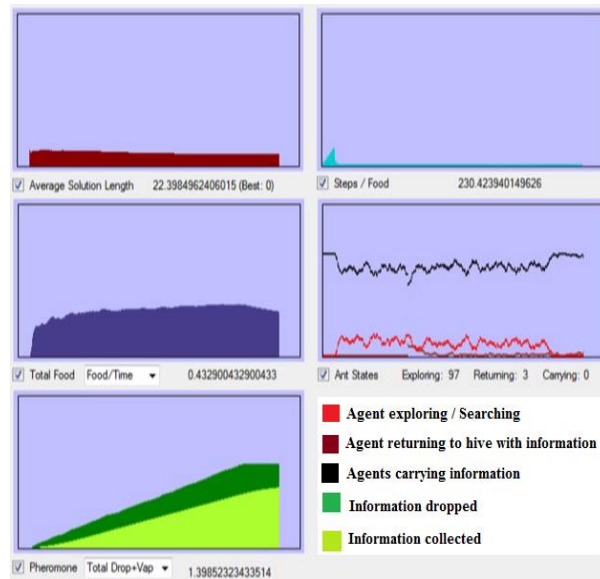 Average Solution Length 22.3984962406015 (Best: 0)
Steps / Food 230.423940149626
Total Food Food/Time 0.432900432900433
Ant States Exploring: 97 Returning: 3 Carrying: 0
Agent exploring / Searching
Agent returning to hive with information
Agents carrying information
Information dropped
Information collected
Pheromone Total Drop+Vap 1.39852323433514